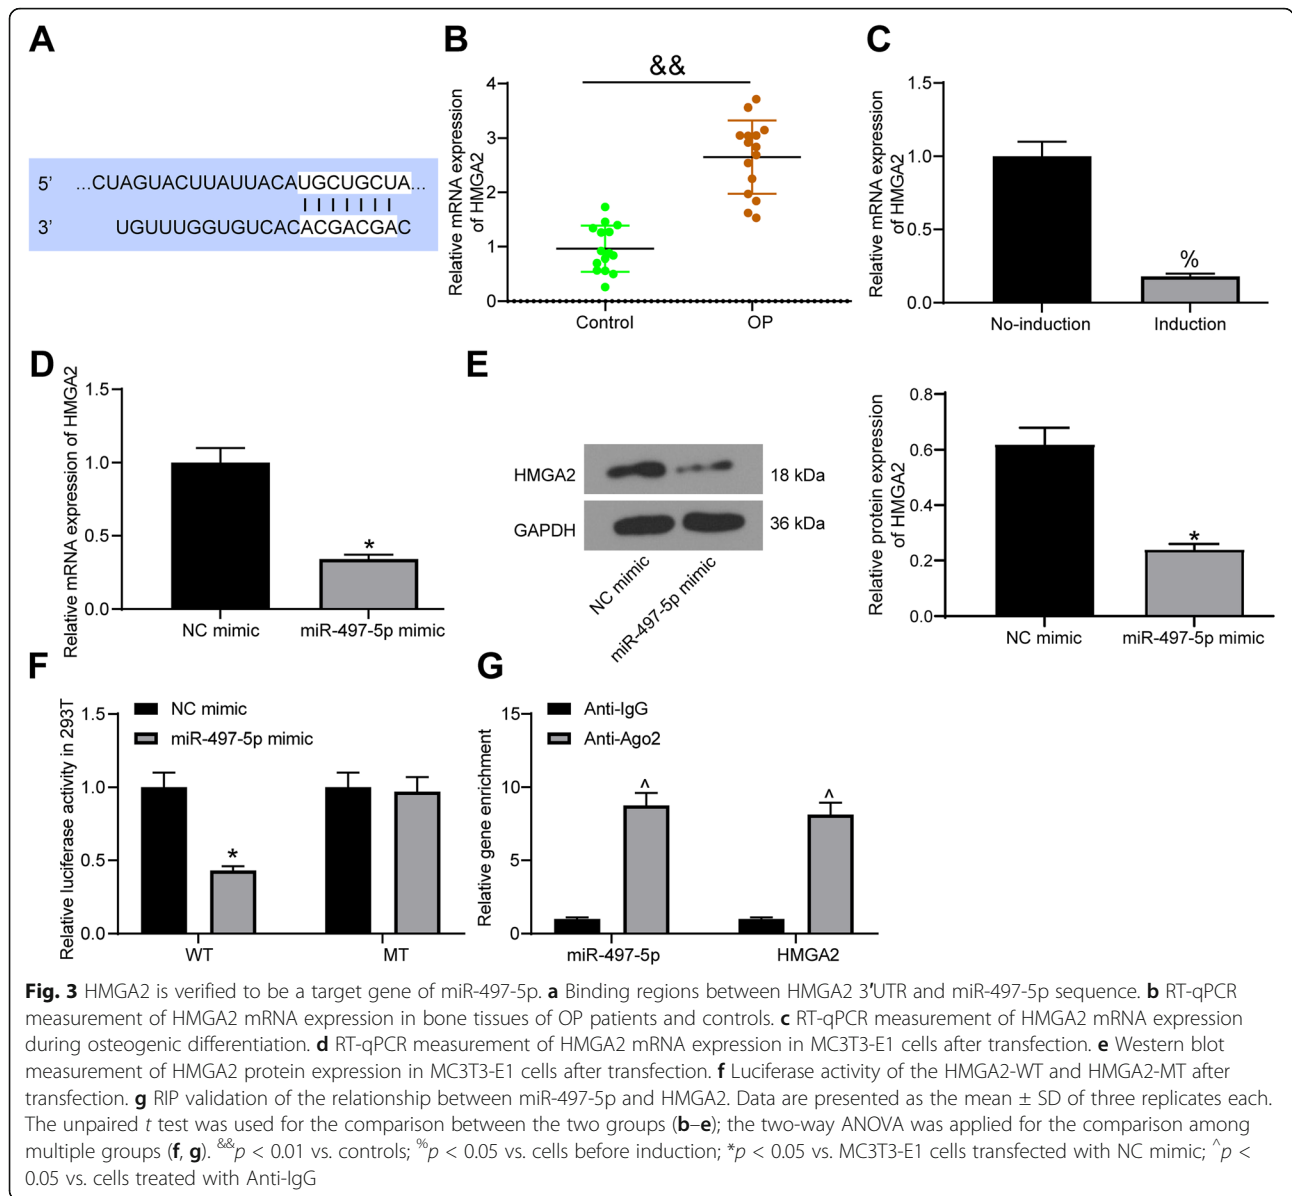 A
5’ ...CUAGUACUUAUUACAUGCUGCUA...
3’ UGUUUGGUGUCACACGACGAC
B
Relative mRNA expression
of HMGA2
&&
4
3
2
1
0
Control OP
C
Relative mRNA expression
of HMGA2
1.5
1.0
0.5
0.0
%
No-induction Induction
D
Relative mRNA expression of HMGA2
1.5
1.0
0.5
0.0
*
NC mimic miR-497-5p mimic
E
HMGA2 18 kDa
GAPDH 36 kDa
NC mimic
miR-497-5p mimic
Relative protein expression
of HMGA2
0.8
0.6
0.4
0.2
0.0
*
NC mimic miR-497-5p mimic
F
Relative luciferase activity in 293T
NC mimic
miR-497-5p mimic
1.5
1.0
0.5
0.0
*
WT MT
G
Relative gene enrichment
Anti-IgG
Anti-Ago2
15
10
5
0
^ ^
miR-497-5p HMGA2
Fig. 3 HMGA2 is verified to be a target gene of miR-497-5p. a Binding regions between HMGA2 3′UTR and miR-497-5p sequence. b RT-qPCR
measurement of HMGA2 mRNA expression in bone tissues of OP patients and controls. c RT-qPCR measurement of HMGA2 mRNA expression
during osteogenic differentiation. d RT-qPCR measurement of HMGA2 mRNA expression in MC3T3-E1 cells after transfection. e Western blot
measurement of HMGA2 protein expression in MC3T3-E1 cells after transfection. f Luciferase activity of the HMGA2-WT and HMGA2-MT after
transfection. g RIP validation of the relationship between miR-497-5p and HMGA2. Data are presented as the mean ± SD of three replicates each.
The unpaired t test was used for the comparison between the two groups (b–e); the two-way ANOVA was applied for the comparison among
multiple groups (f, g). &&p < 0.01 vs. controls; %p < 0.05 vs. cells before induction; *p < 0.05 vs. MC3T3-E1 cells transfected with NC mimic; ^p <
0.05 vs. cells treated with Anti-IgG